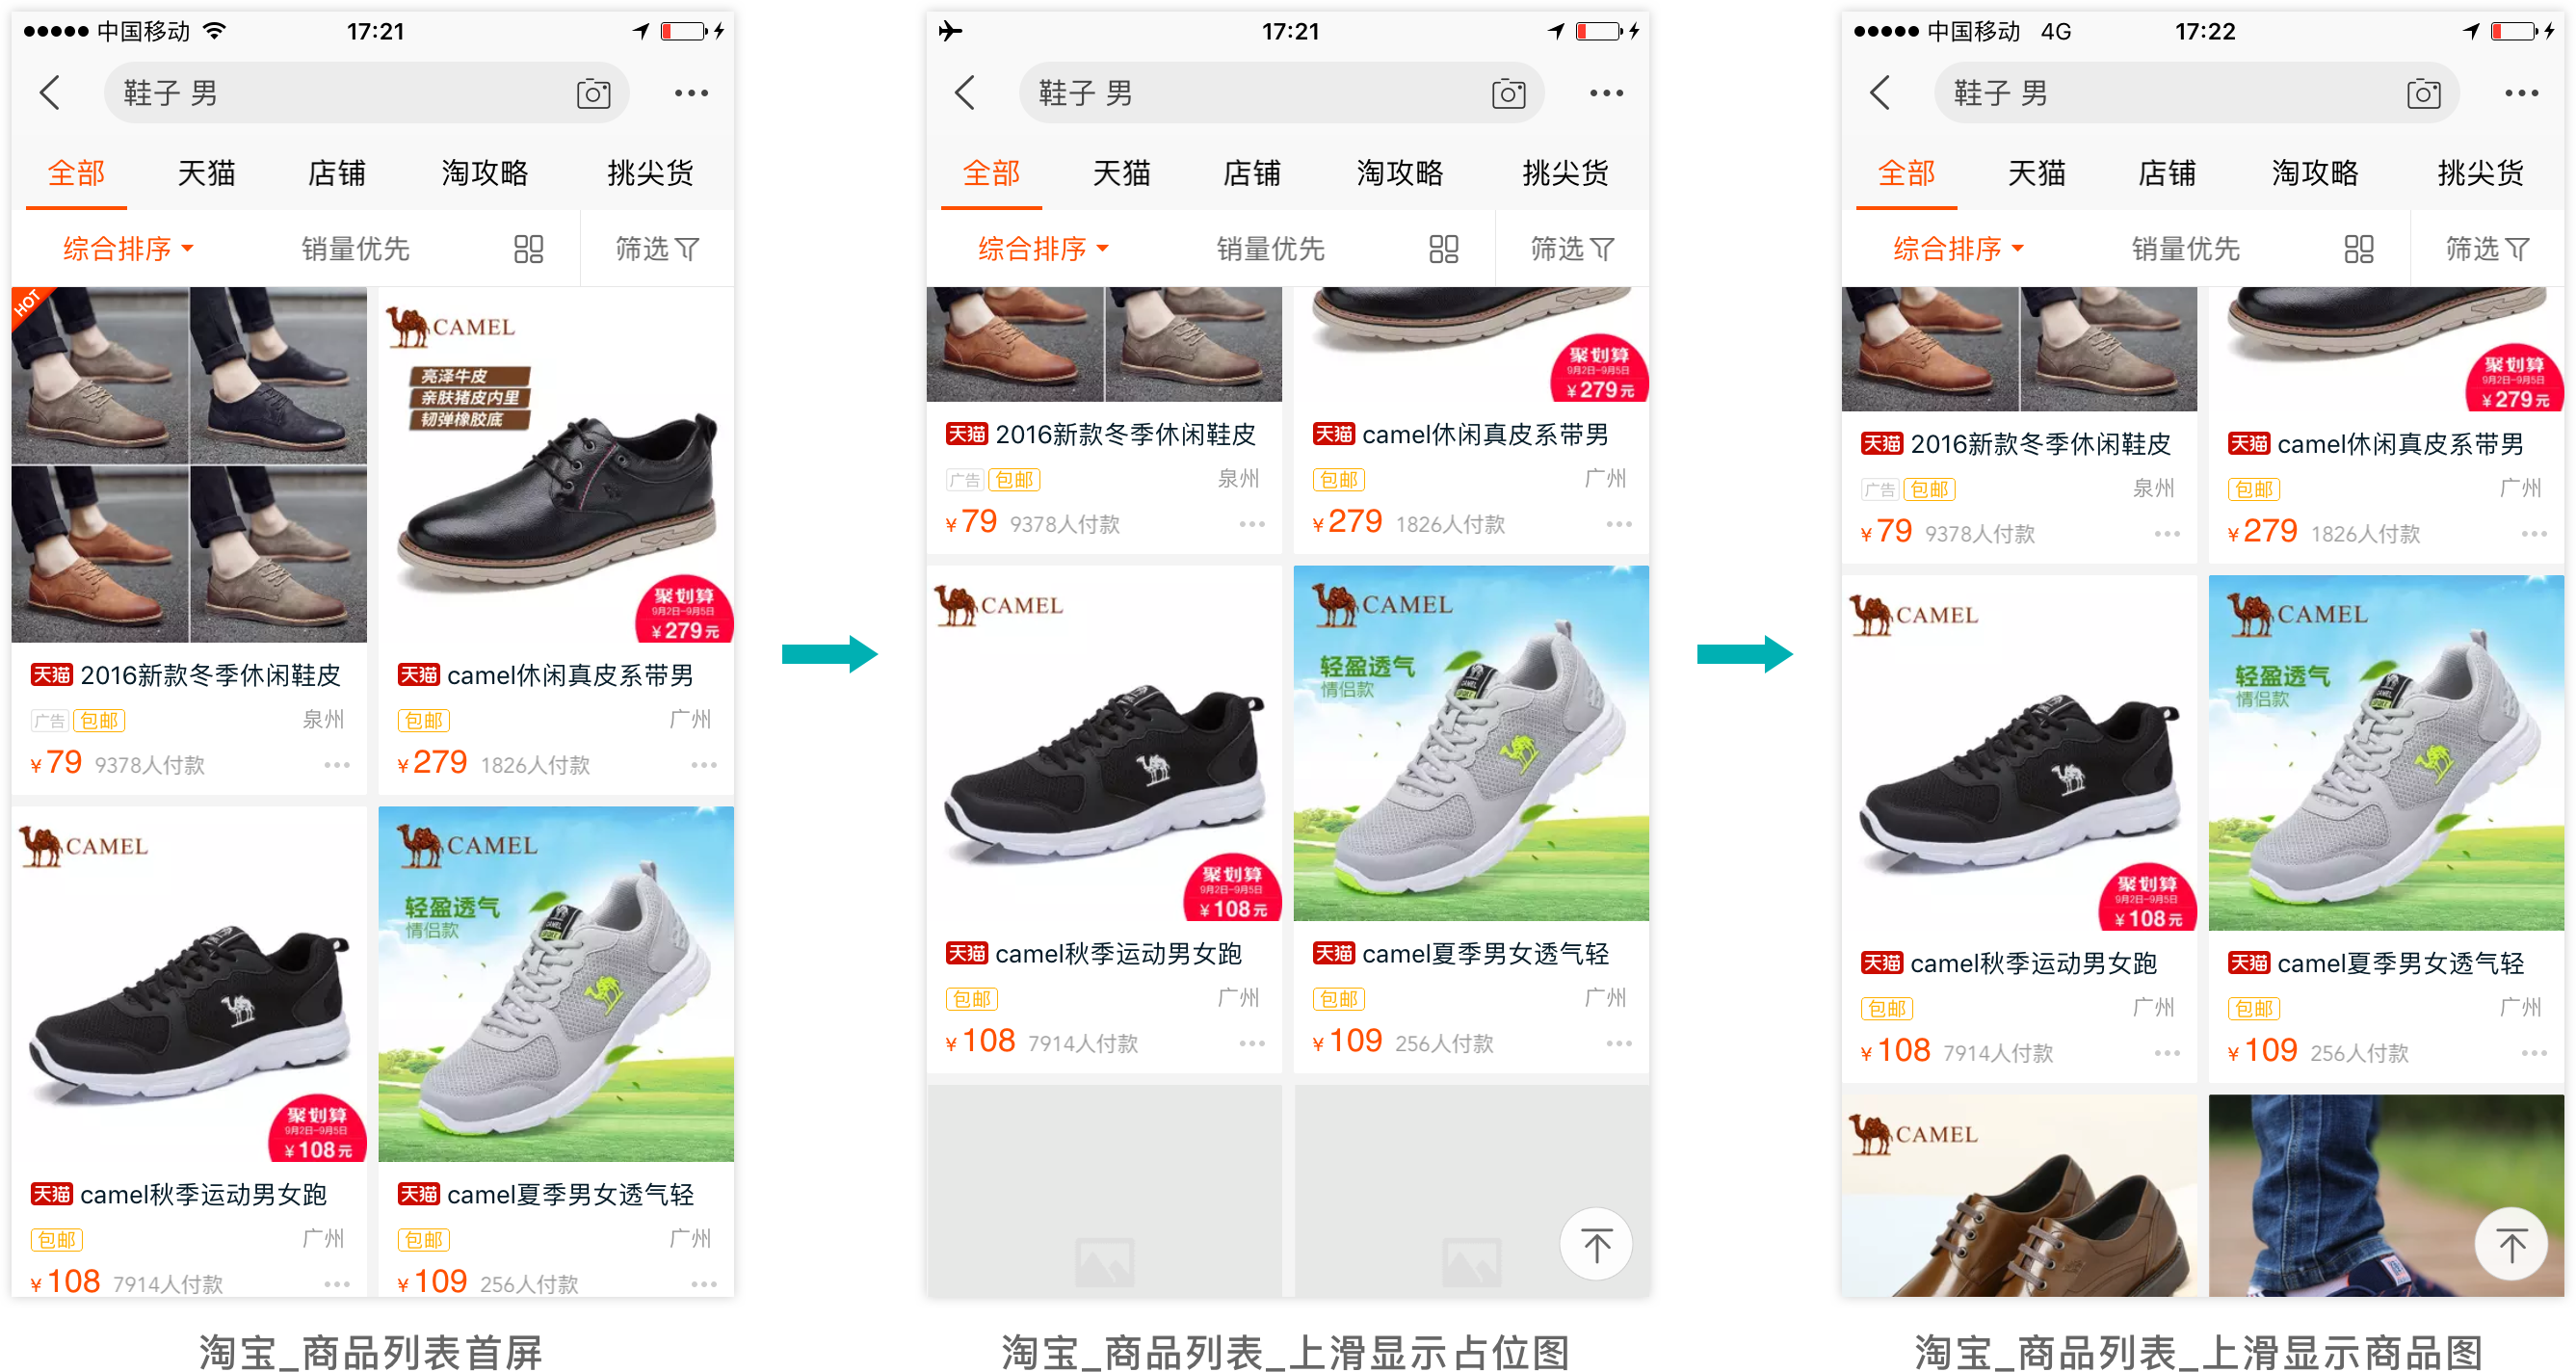 中国移动 17:21
鞋子 男
全部 天猫 店铺 淘攻略 挑尖货
综合排序 销量优先 筛选
HOT
CAMEL
亮泽牛皮
亲肤猪皮内里
韧弹橡胶底
聚划算
9月2日-9月5日
¥279元
天猫 2016新款冬季休闲鞋皮
广告 包邮 泉州
¥79 9378人付款
天猫 camel休闲真皮系带男
包邮 广州
¥279 1826人付款
CAMEL
聚划算
9月2日-9月5日
¥108元
CAMEL
轻盈透气
情侣款
CAMEL
天猫 camel秋季运动男女跑
包邮 广州
¥108 7914人付款
天猫 camel夏季男女透气轻
包邮 广州
¥109 256人付款
淘宝_商品列表首屏
17:21
鞋子 男
全部 天猫 店铺 淘攻略 挑尖货
综合排序 销量优先 筛选
聚划算
9月2日-9月5日
¥279元
天猫 2016新款冬季休闲鞋皮
广告 包邮 泉州
¥79 9378人付款
天猫 camel休闲真皮系带男
包邮 广州
¥279 1826人付款
CAMEL
聚划算
9月2日-9月5日
¥108元
CAMEL
轻盈透气
情侣款
CAMEL
天猫 camel秋季运动男女跑
包邮 广州
¥108 7914人付款
天猫 camel夏季男女透气轻
包邮 广州
¥109 256人付款
淘宝_商品列表_上滑显示占位图
中国移动 4G 17:22
鞋子 男
全部 天猫 店铺 淘攻略 挑尖货
综合排序 销量优先 筛选
聚划算
9月2日-9月5日
¥279元
天猫 2016新款冬季休闲鞋皮
广告 包邮 泉州
¥79 9378人付款
天猫 camel休闲真皮系带男
包邮 广州
¥279 1826人付款
CAMEL
聚划算
9月2日-9月5日
¥108元
CAMEL
轻盈透气
情侣款
CAMEL
天猫 camel秋季运动男女跑
包邮 广州
¥108 7914人付款
天猫 camel夏季男女透气轻
包邮 广州
¥109 256人付款
CAMEL
淘宝_商品列表_上滑显示商品图